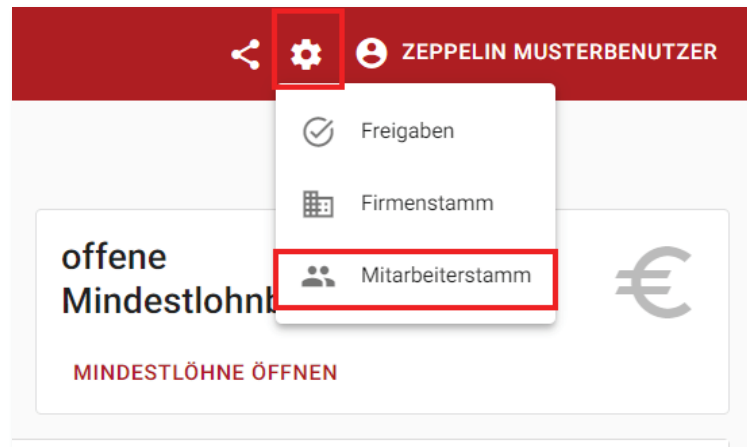 ZEPPELIN MUSTERBENUTZER
Freigaben
Firmenstamm
Mitarbeiterstamm
offene
Mindestlohnb
MINDESTLÖHNE ÖFFNEN